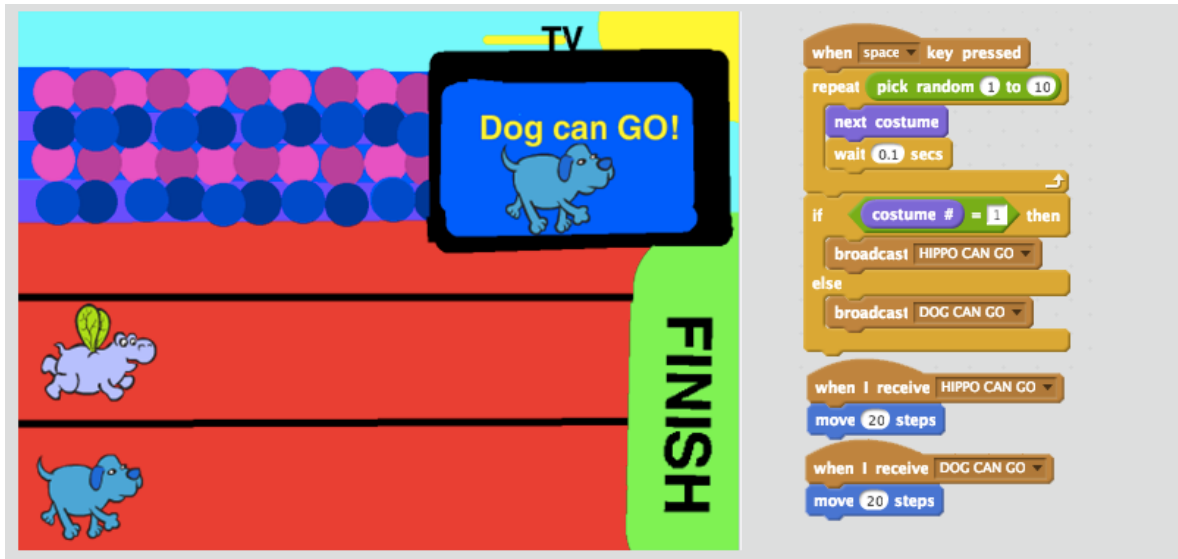 TV
Dog can GO!
FINISH
when space key pressed
repeat pick random 1 to 10
next costume
wait 0.1 secs
if costume # = 1 then
broadcast HIPPO CAN GO
else
broadcast DOG CAN GO
when I receive HIPPO CAN GO
move 20 steps
when I receive DOG CAN GO
move 20 steps